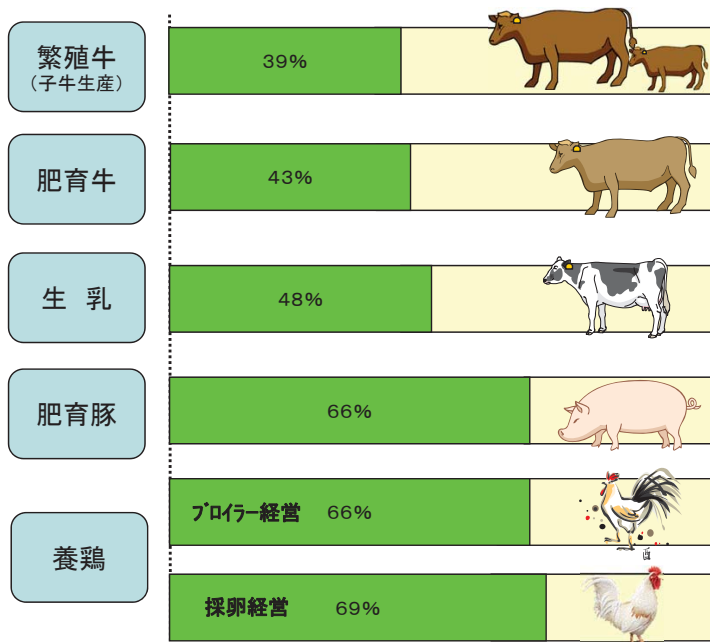 繁殖牛
(子牛生産)
39%
肥育牛
43%
生 乳
48%
肥育豚
66%
養鶏
ブロイラー経営 66%
採卵経営 69%